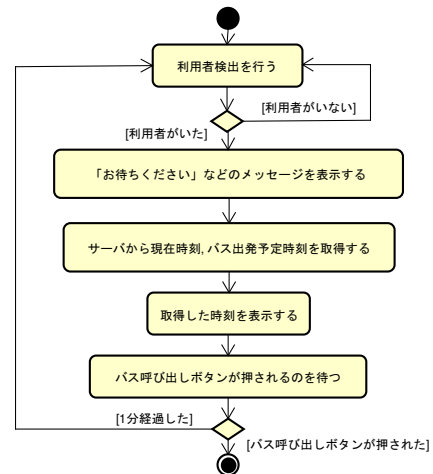 利用者検出を行う
[利用者がいない]
[利用者がいた]
「お待ちください」などのメッセージを表示する
サーバから現在時刻, バス出発予定時刻を取得する
取得した時刻を表示する
バス呼び出しボタンが押されるのを待つ
[1分経過した]
[バス呼び出しボタンが押された]